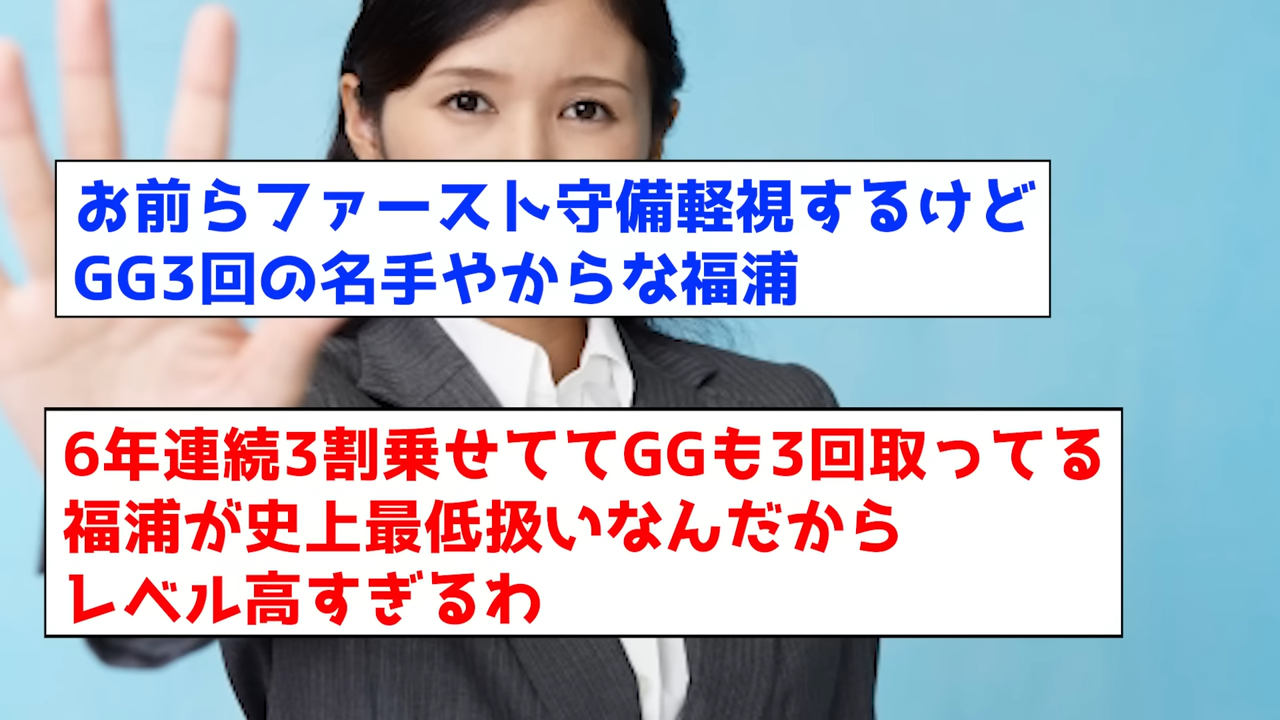 お前らファースト守備軽視するけど
GG3回の名手やからな福浦
6年連続3割乗せててGGも3回取ってる
福浦が史上最低扱いなんだから
レベル高すぎるわ